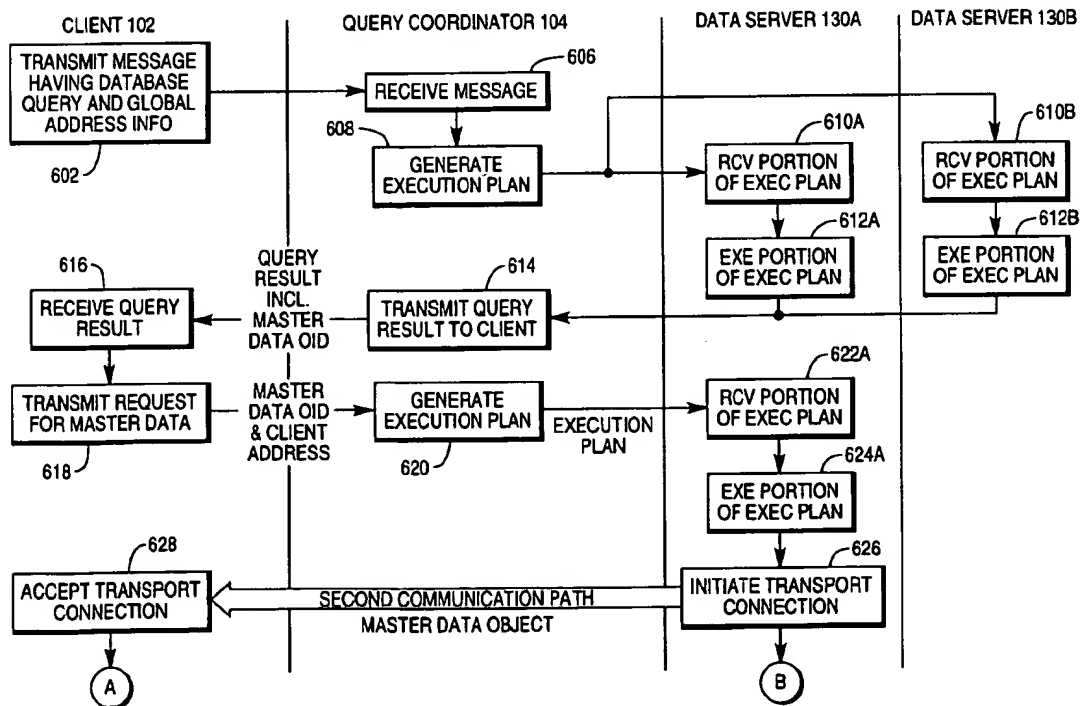 CLIENT 102
QUERY COORDINATOR 104
DATA SERVER 130A
DATA SERVER 130B
TRANSMIT MESSAGE
HAVING DATABASE
QUERY AND GLOBAL
ADDRESS INFO
602
606
RECEIVE MESSAGE
608
GENERATE
EXECUTION PLAN
610A
RCV PORTION
OF EXEC PLAN
610B
RCV PORTION
OF EXEC PLAN
612A
EXE PORTION
OF EXEC PLAN
612B
EXE PORTION
OF EXEC PLAN
616
RECEIVE QUERY
RESULT
QUERY
RESULT
INCL.
MASTER
DATA OID
614
TRANSMIT QUERY
RESULT TO CLIENT
TRANSMIT REQUEST
FOR MASTER DATA
618
MASTER
DATA OID
& CLIENT
ADDRESS
GENERATE
EXECUTION PLAN
620
EXECUTION
PLAN
622A
RCV PORTION
OF EXEC PLAN
624A
EXE PORTION
OF EXEC PLAN
628
ACCEPT TRANSPORT
CONNECTION
SECOND COMMUNICATION PATH
MASTER DATA OBJECT
626
INITIATE TRANSPORT
CONNECTION
A
B